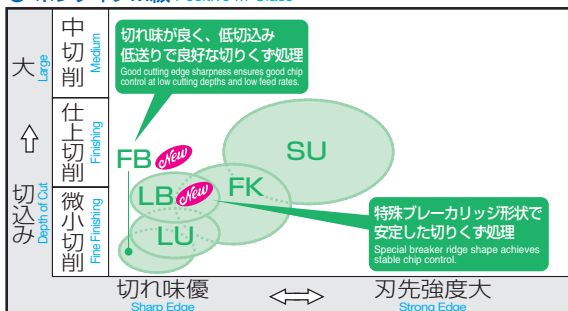 大
Large
切込み
Depth of Cut
中切削
Medium
仕上切削
Finishing
微小切削
Fine Finishing
切れ味が良く、低切込み
低送りで良好な切りくず処理
Good cutting edge sharpness ensures good chip
control at low cutting depths and low feed rates.
FB New
SU
LB New
FK
LU
特殊ブレーカリッジ形状で
安定した切りくず処理
Special breaker ridge shape achieves
stable chip control.
切れ味優
Sharp Edge
刃先強度大
Strong Edge